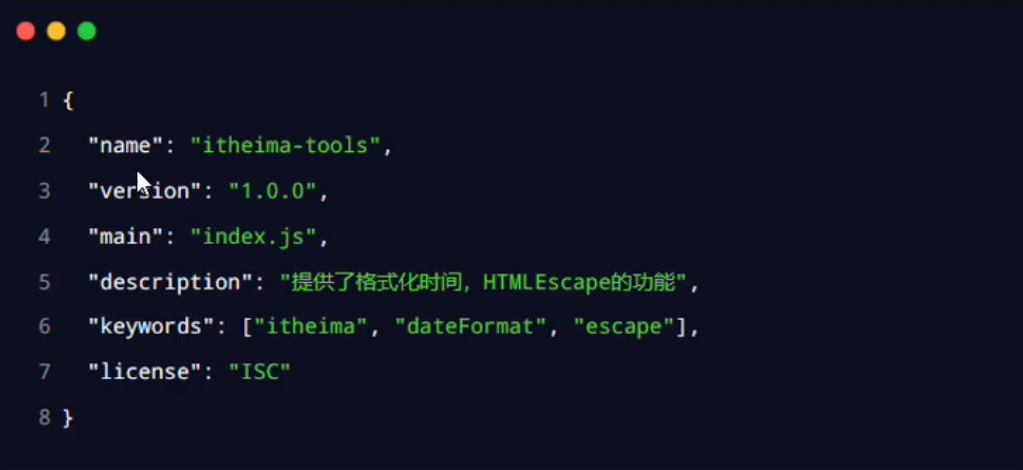 1 {
2 "name": "itheima-tools",
3 "version": "1.0.0",
4 "main": "index.js",
5 "description": "提供了格式化时间，HTMLEscape的功能",
6 "keywords": ["itheima", "dateFormat", "escape"],
7 "license": "ISC"
8 }